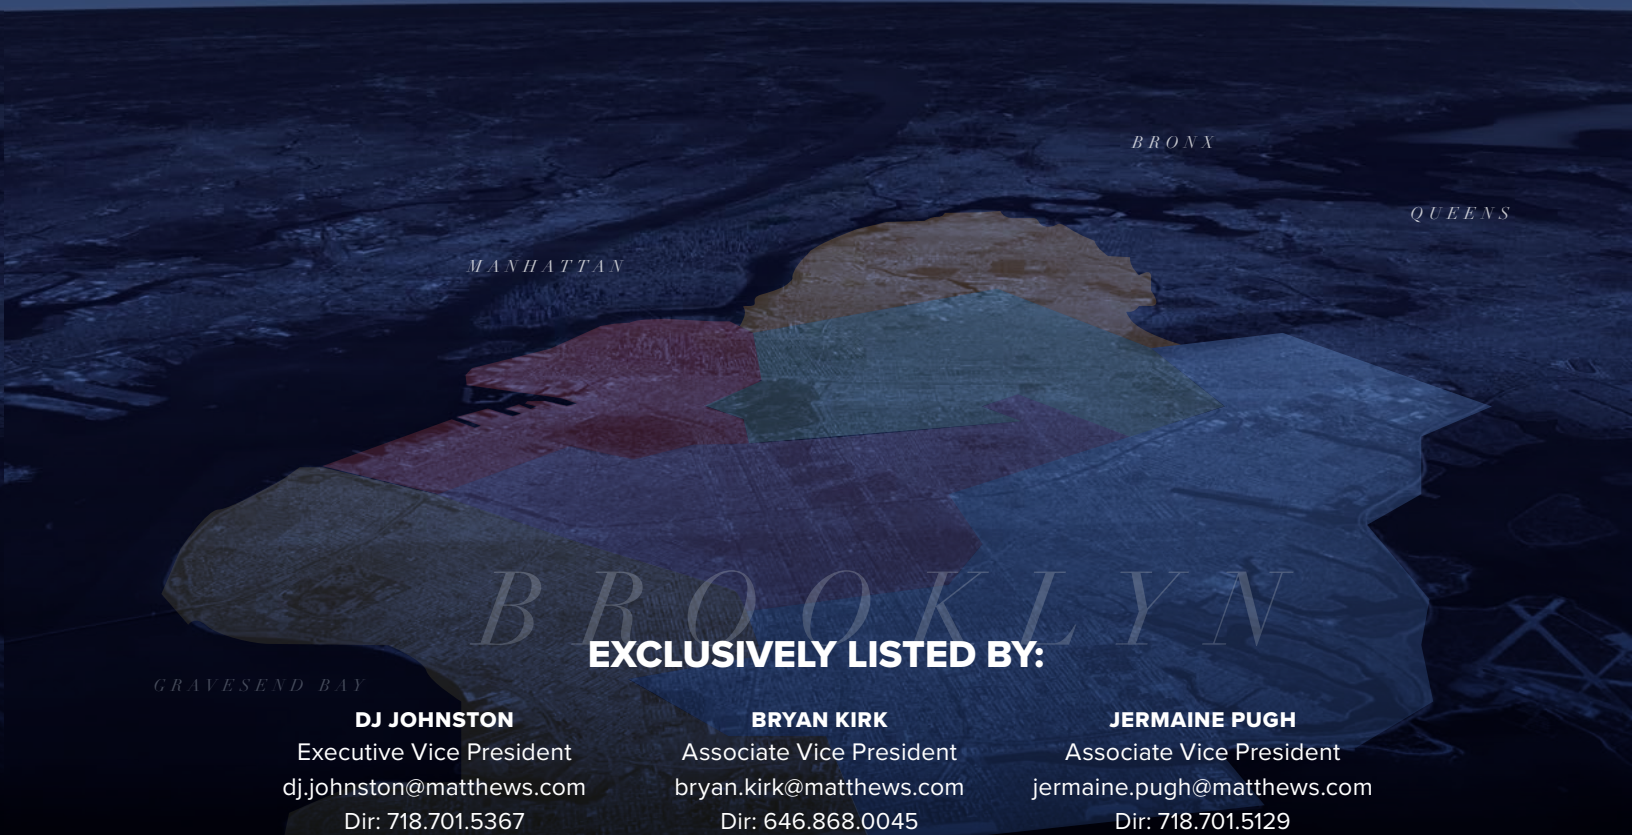 BRONX
QUEENS
MANHATTAN
BROOKLYN
EXCLUSIVELY LISTED BY:
GRAVESEND BAY
DJ JOHNSTON
Executive Vice President
dj.johnston@matthews.com
Dir: 718.701.5367
BRYAN KIRK
Associate Vice President
bryan.kirk@matthews.com
Dir: 646.868.0045
JERMAINE PUGH
Associate Vice President
jermaine.pugh@matthews.com
Dir: 718.701.5129